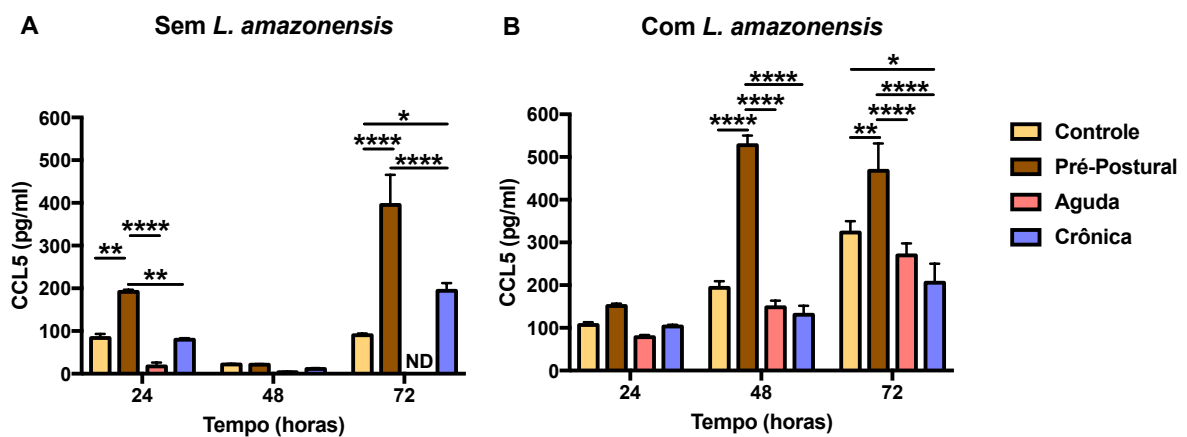 A
Sem L. amazonensis
CCL5 (pg/ml)
600
500
400
300
200
100
0
**
****
**
*
****
****
ND
24
48
72
Tempo (horas)
B
Com L. amazonensis
CCL5 (pg/ml)
600
500
400
300
200
100
0
****
****
****
*
****
****
**
24
48
72
Tempo (horas)
Controle
Pré-Postural
Aguda
Crônica